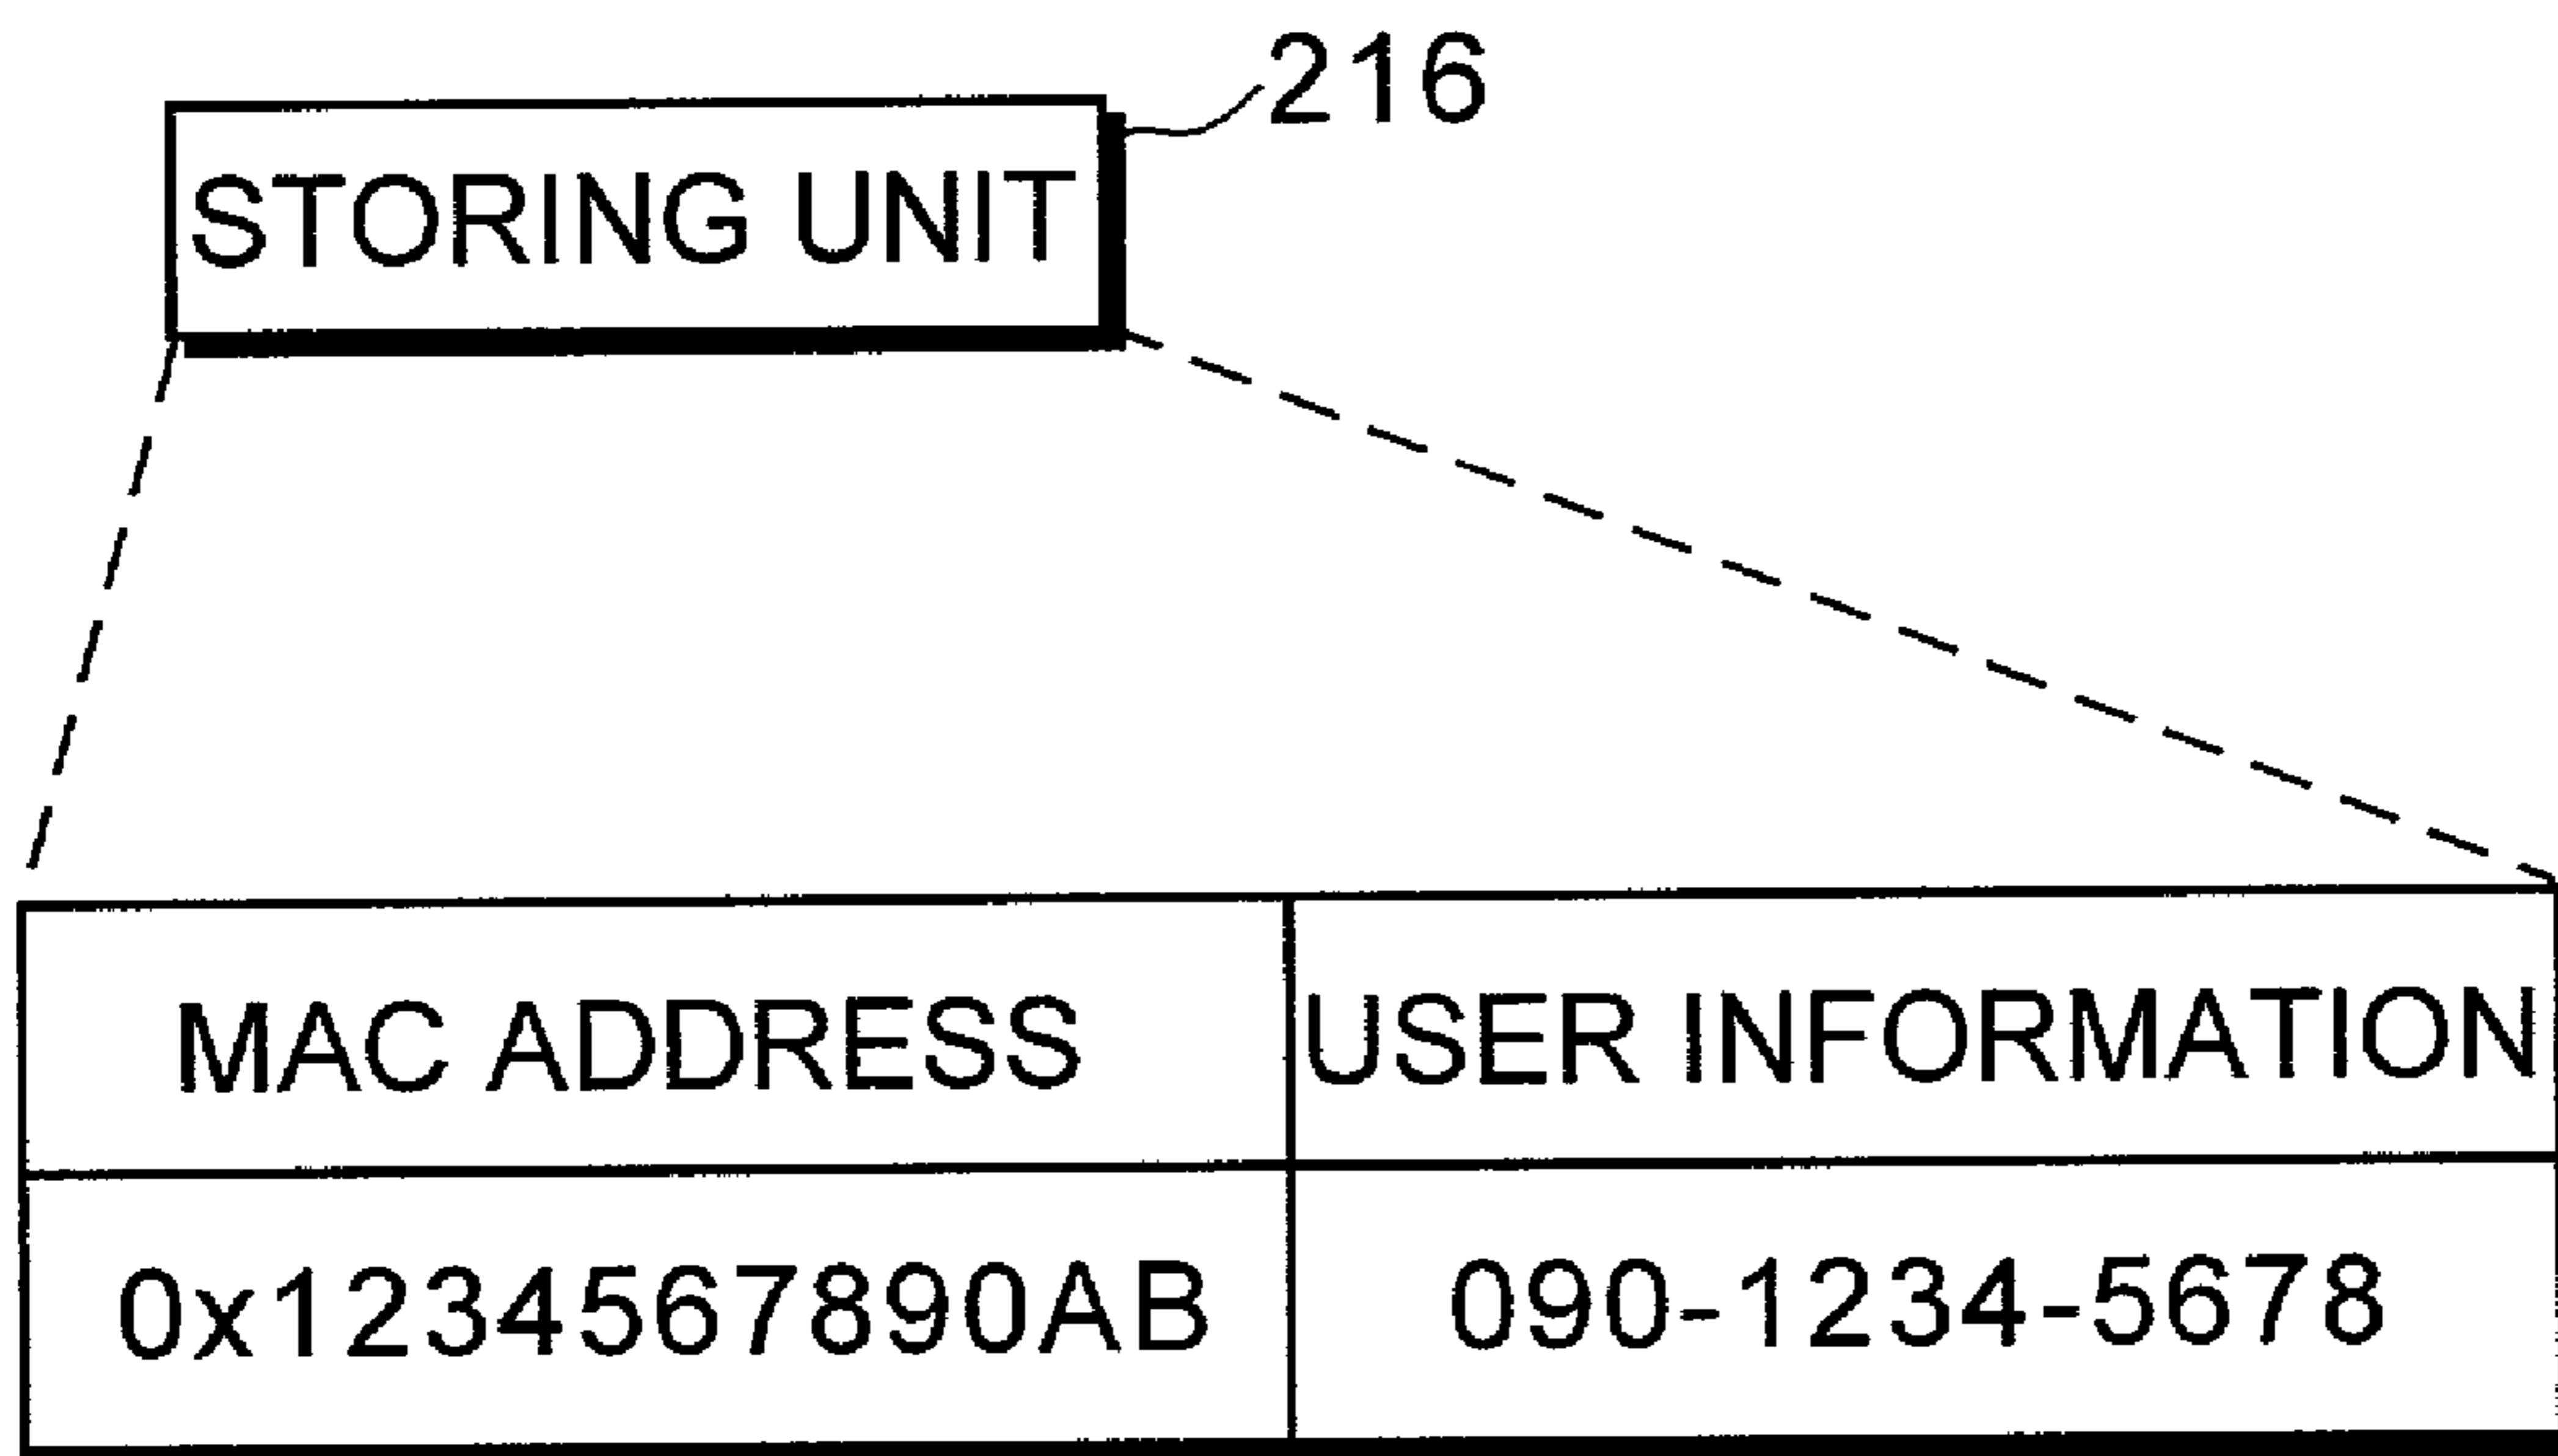 216
STORING UNIT
MAC ADDRESS USER INFORMATION
0x1234567890AB 090-1234-5678